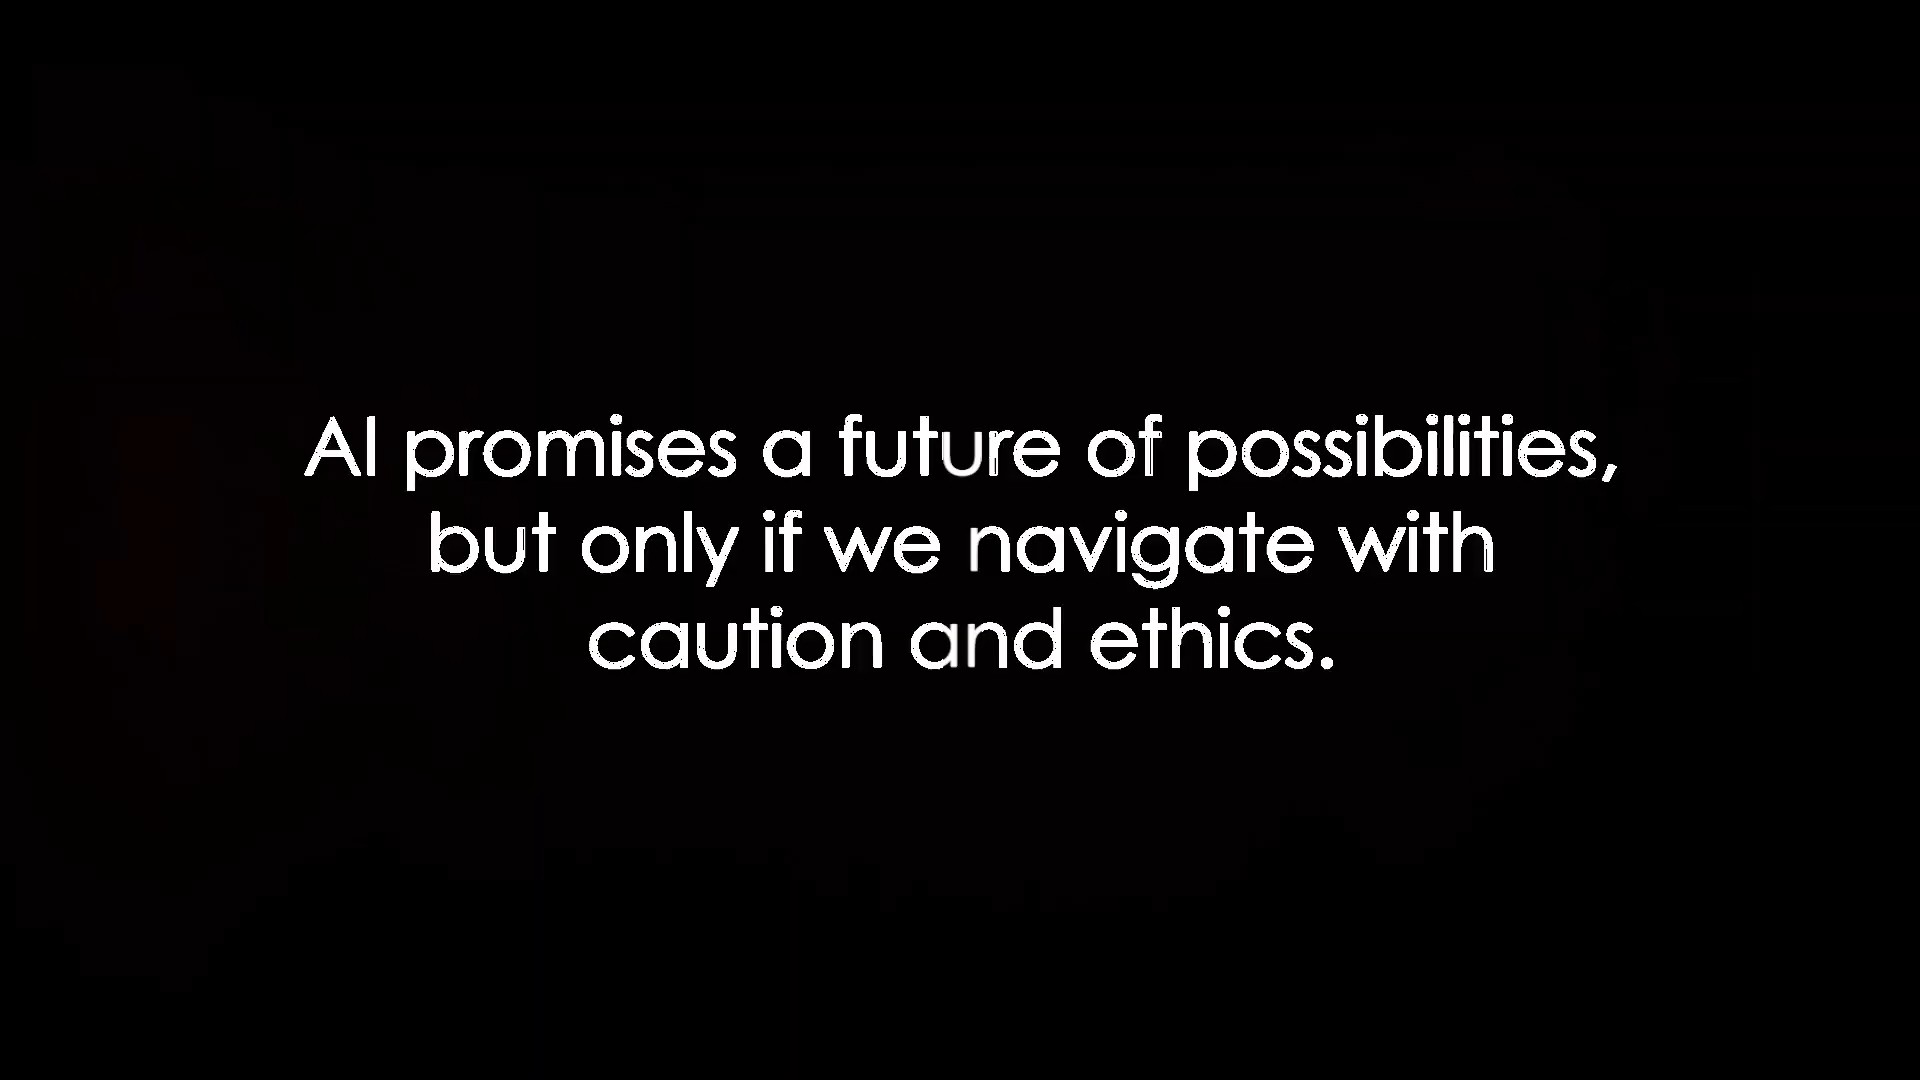 AI promises a future of possibilities,
but only if we navigate with
caution and ethics.